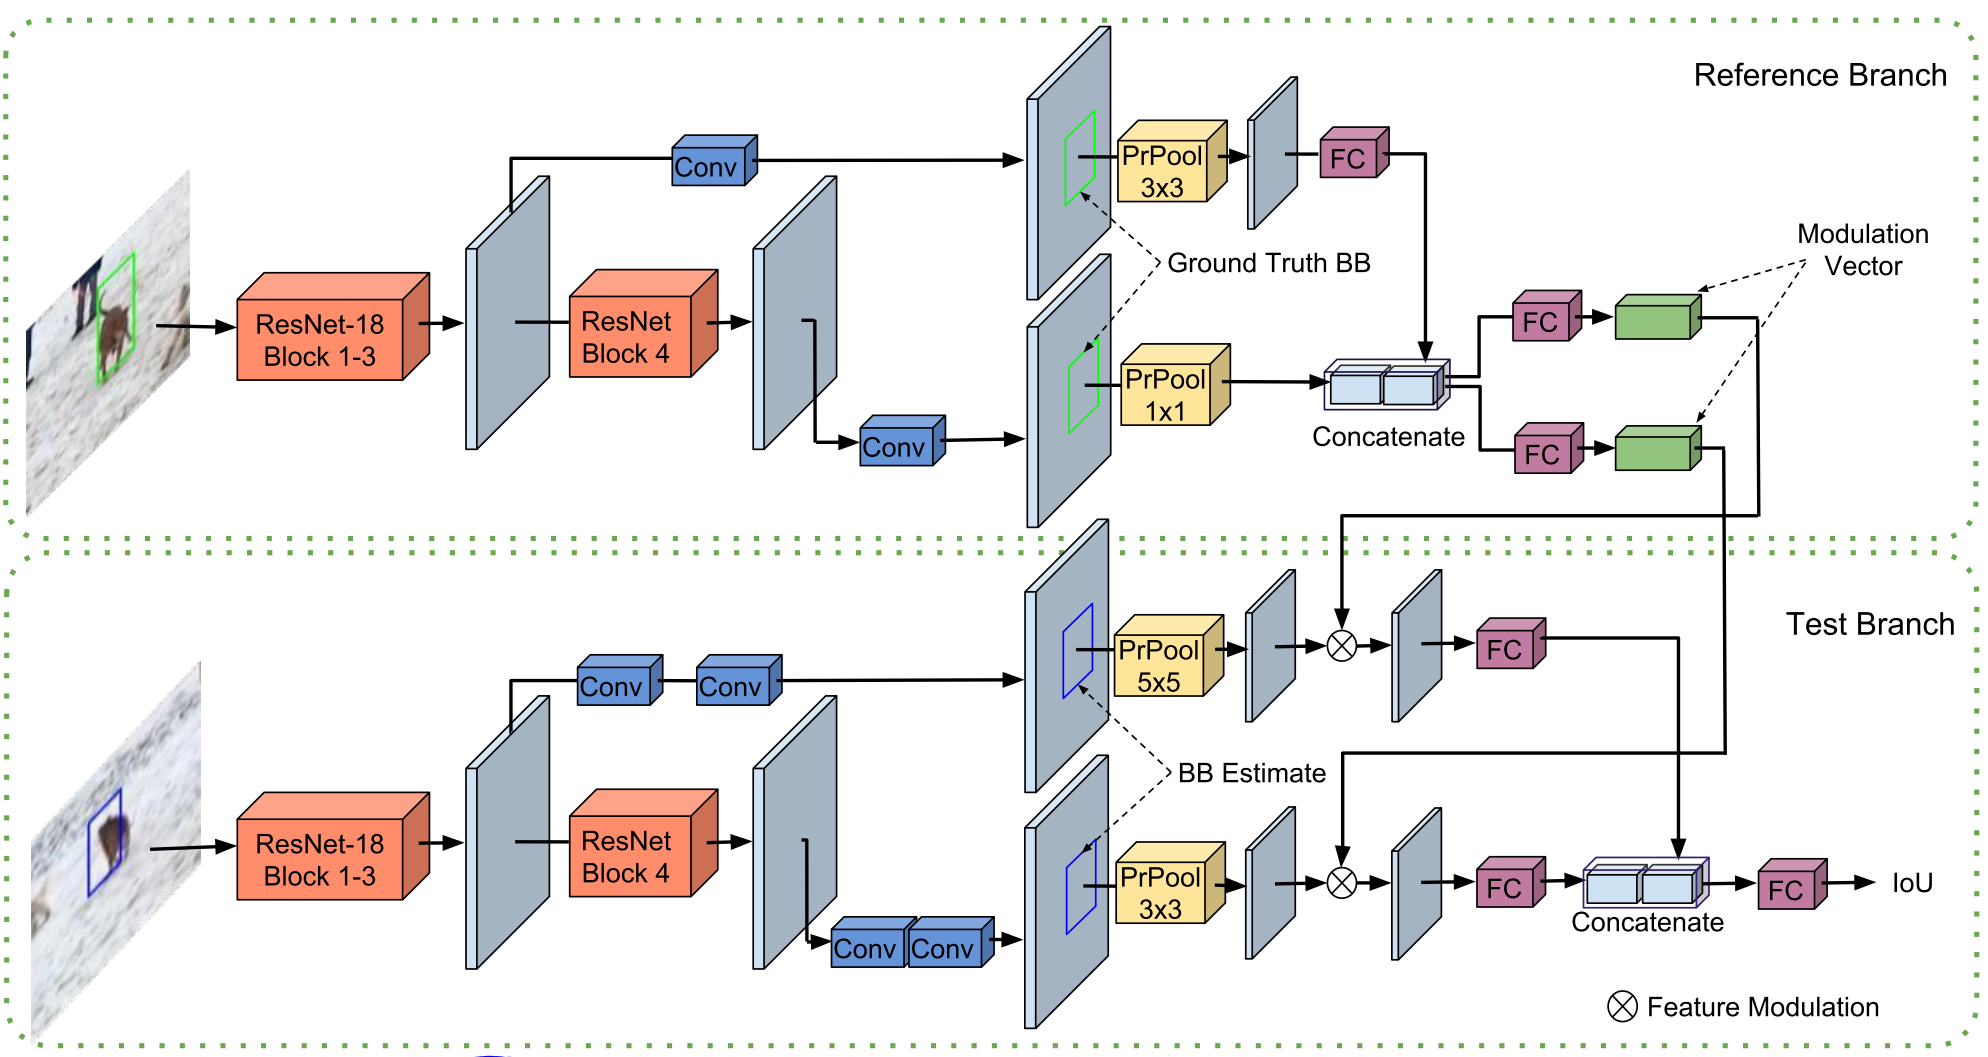 Reference Branch
Conv
PrPool
3x3
FC
Ground Truth BB
Modulation
Vector
ResNet-18
Block 1-3
ResNet
Block 4
FC
PrPool
1x1
Conv
Concatenate
FC
Test Branch
Conv
Conv
PrPool
5x5
FC
BB Estimate
ResNet-18
Block 1-3
ResNet
Block 4
PrPool
3x3
FC
FC
IoU
Concatenate
Conv
Conv
Feature Modulation